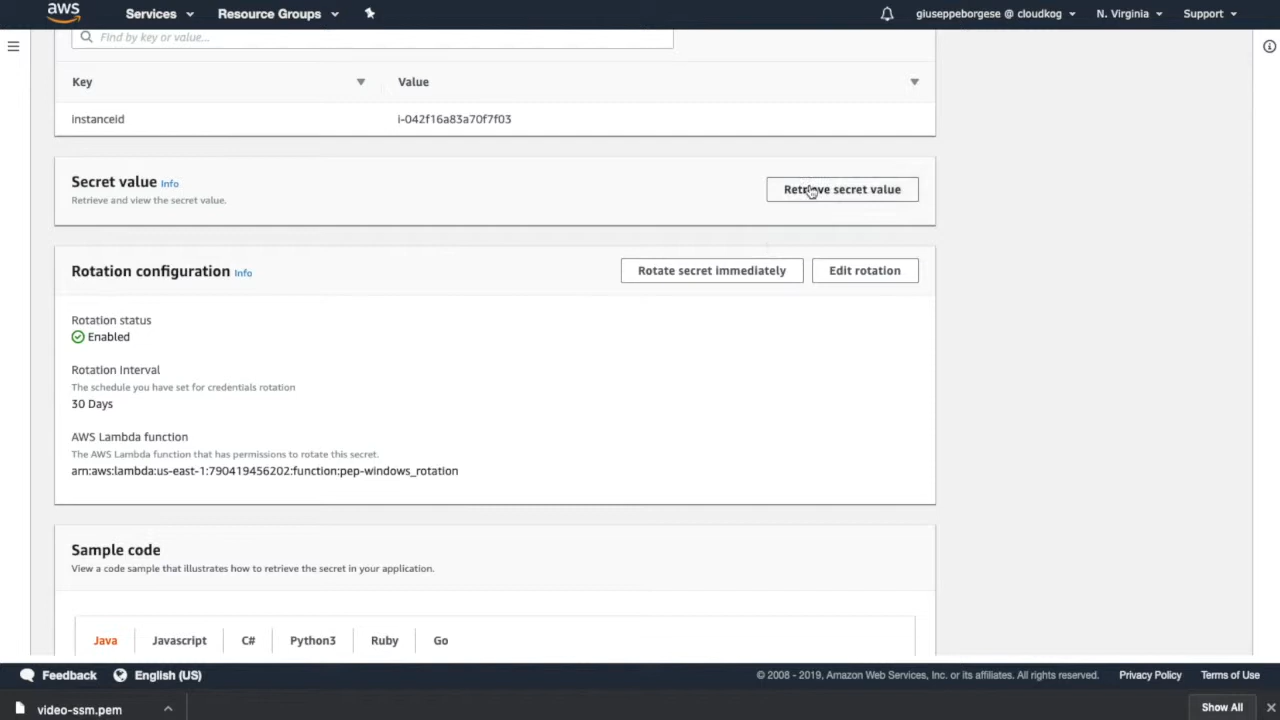 aws
Services
Resource Groups
giuseppeborgese @ cloudkog
N. Virginia
Support
Find by key or value...
Key
Value
instanceid
i-042f16a83a70f7f03
Secret value Info
Retrieve and view the secret value.
Retrieve secret value
Rotation configuration Info
Rotate secret immediately
Edit rotation
Rotation status
Enabled
Rotation Interval
The schedule you have set for credentials rotation
30 Days
AWS Lambda function
The AWS Lambda function that has permissions to rotate this secret.
arn:aws:lambda:us-east-1:790419456202:function:pep-windows_rotation
Sample code
View a code sample that illustrates how to retrieve the secret in your application.
Java
Javascript
C#
Python3
Ruby
Go
Feedback
English (US)
© 2008 - 2019, Amazon Web Services, Inc. or its affiliates. All rights reserved.
Privacy Policy
Terms of Use
video-ssm.pem
Show All